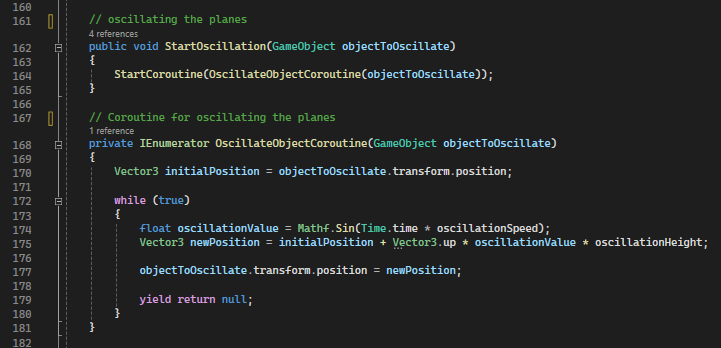 160
161 // oscillating the planes
4 references
162 public void StartOscillation(GameObject objectToOscillate)
163 {
164 StartCoroutine(OscillateObjectCoroutine(objectToOscillate));
165 }
166
167 // Coroutine for oscillating the planes
1 reference
168 private IEnumerator OscillateObjectCoroutine(GameObject objectToOscillate)
169 {
170 Vector3 initialPosition = objectToOscillate.transform.position;
171
172 while (true)
173 {
174 float oscillationValue = Mathf.Sin(Time.time * oscillationSpeed);
175 Vector3 newPosition = initialPosition + Vector3.up * oscillationValue * oscillationHeight;
176
177 objectToOscillate.transform.position = newPosition;
178
179 yield return null;
180 }
181 }
182